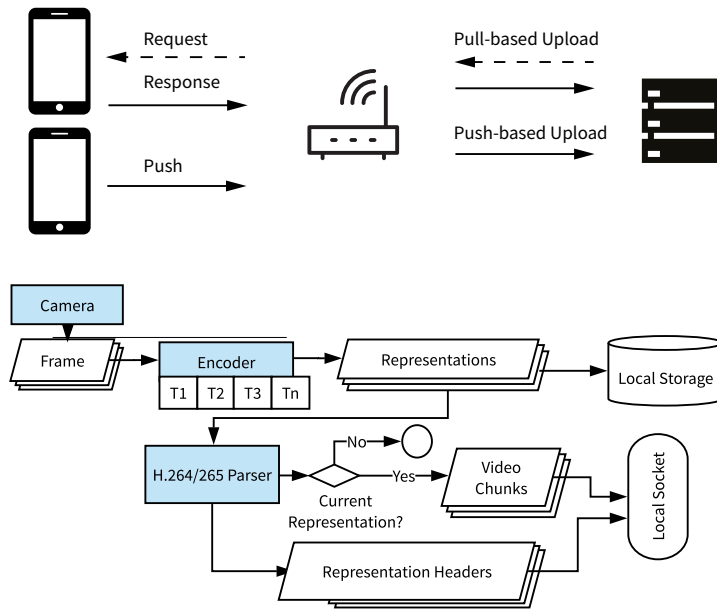 Request
Pull-based Upload
Response
Push-based Upload
Push
Camera
Frame
Encoder
T1 T2 T3 Tn
Representations
Local Storage
H.264/265 Parser
No
Yes
Current
Representation?
Video
Chunks
Local Socket
Representation Headers